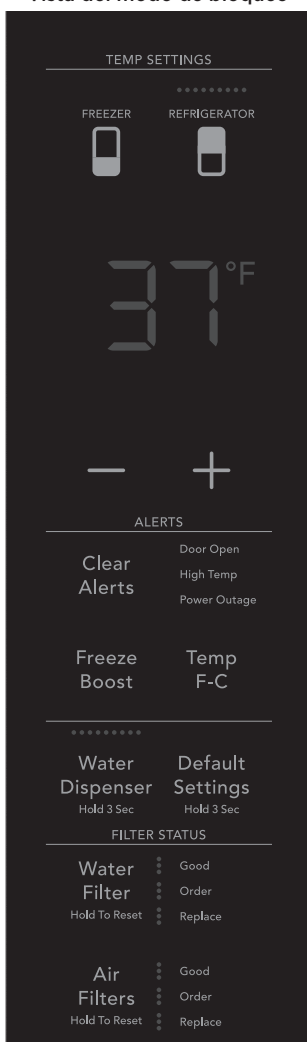 Vista del modo de bloqueo
TEMP SETTINGS
FREEZER REFRIGERATOR
37°F
− +
ALERTS
Clear
Alerts
Door Open
High Temp
Power Outage
Freeze
Boost
Temp
F-C
Water
Dispenser
Hold 3 Sec
Default
Settings
Hold 3 Sec
FILTER STATUS
Water
Filter
Hold To Reset
Good
Order
Replace
Air
Filters
Hold To Reset
Good
Order
Replace